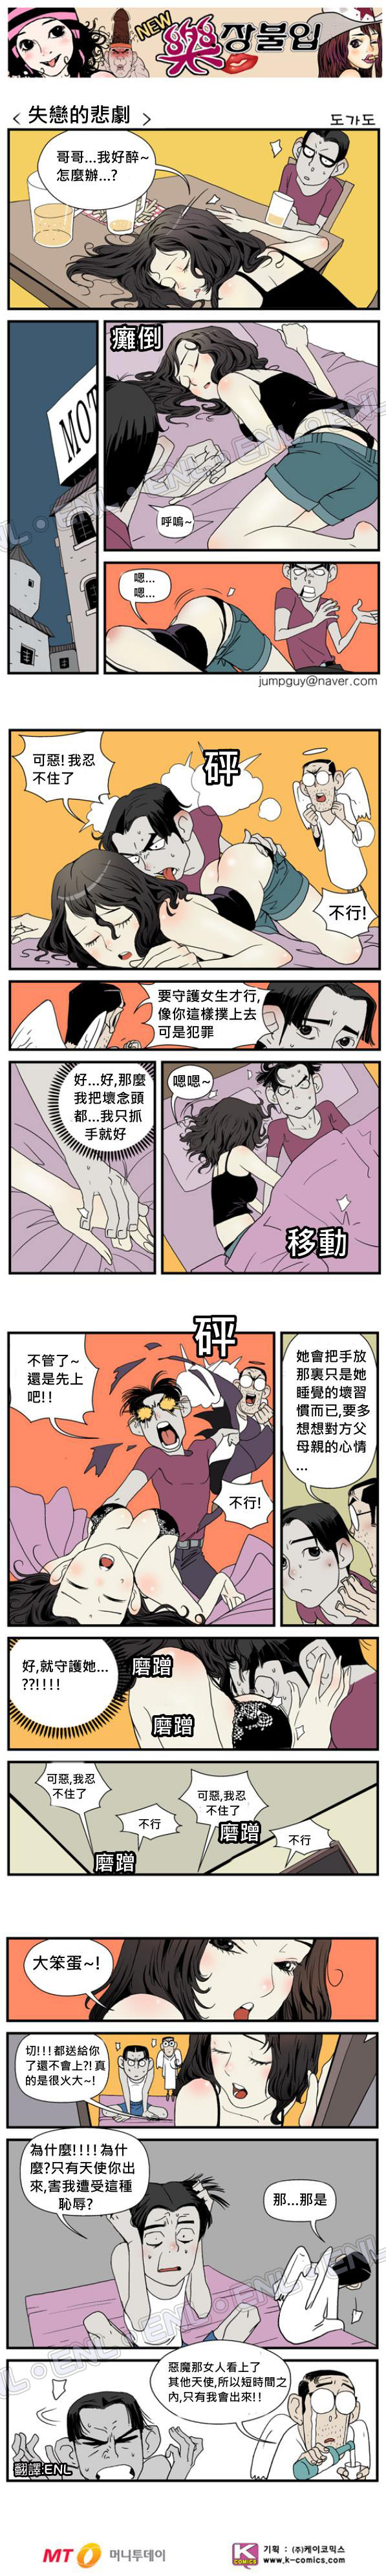 NEW
樂
장불입
< 失戀的悲劇 >
도가도
哥哥...我好醉~
怎麼辦...?
MOT
癱倒
呼嗚~
嗯...
嗯...
jumpguy@naver.com
可惡!我忍
不住了
砰
不行!
要守護女生才行,
像你這樣撲上去
可是犯罪
好...好,那麼
我把壞念頭
都...我只抓
手就好
嗯嗯~
移動
砰
不管了~
還是先上
吧!!
不行!
她會把手放
那裏只是她
睡覺的壞習
慣而已,要多
想想對方父
母親的心情
...
好,就守護她...
??!!!!
磨蹭
磨蹭
可惡,我忍
不住了
不行
磨蹭
可惡,我忍
不住了
磨蹭
不行
大笨蛋~!
切!!!都送給你
了還不會上?!真
的是很火大~!
為什麼!!!!為什
麼?只有天使你出
來,害我遭受這種
恥辱?
那...那是
惡魔那女人看上了
其他天使,所以短時間之
內,只有我會出來!!
翻譯:ENL
ENL
MT 머니투데이
K COMICS
기획 : (주)케이코믹스
www.k-comics.com